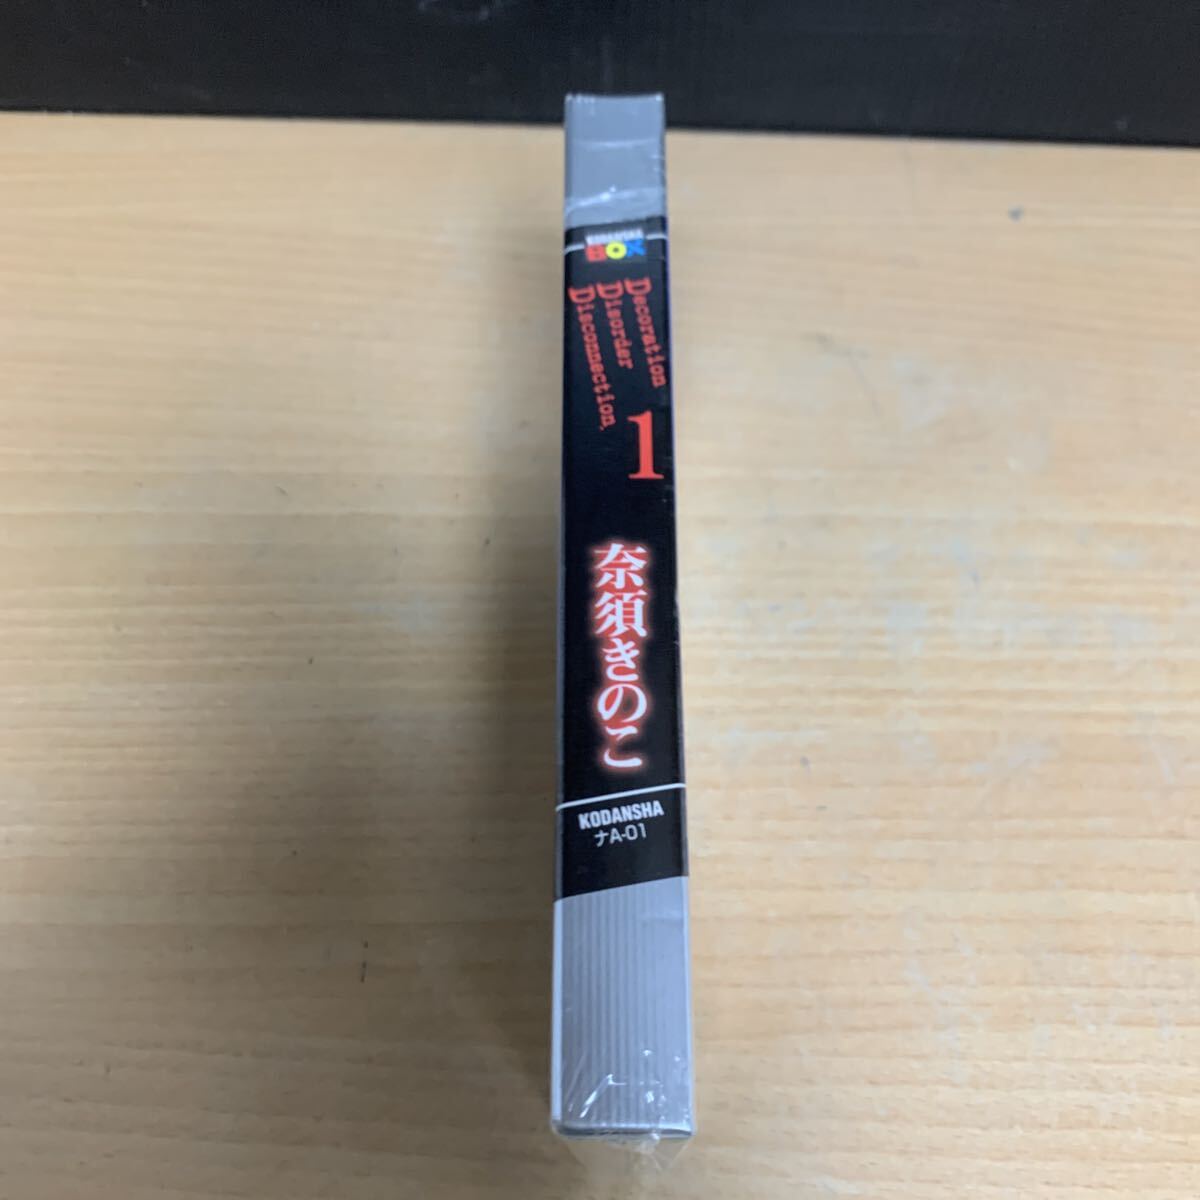 KODANSHA
BOX
Decoration
Disorder
Disconnection.
1
奈須きのこ
KODANSHA
ナA-01